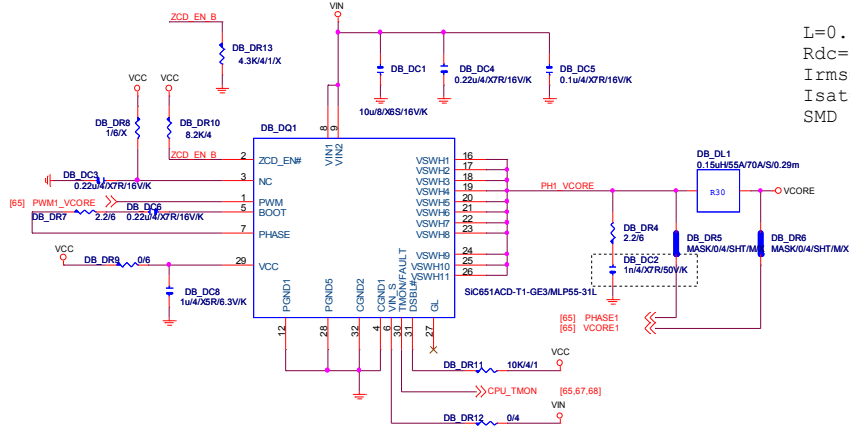 ZCD_EN_B
VIN
L=0.
Rdc=
Irms
Isat
SMD
DB_DR13
4.3K/4/1/X
DB_DC1
10u/8/X6S/16V/K
DB_DC4
0.22u/4/X7R/16V/K
DB_DC5
0.1u/4/X7R/16V/K
VCC
VCC
DB_DR8
1/6/X
DB_DR10
8.2K/4
DB_DQ1
ZCD_EN_B
DB_DC3
0.22u/4/X7R/16V/K
[65] PWM1_VCORE
DB_DR7
2.2/6
DB_DC6
0.22u/4/X7R/16V/K
VCC
DB_DR9
0/6
DB_DC8
1u/4/X5R/6.3V/K
2
3
1
5
7
29
ZCD_EN#
NC
PWM
BOOT
PHASE
VCC
8
9
VIN1
VIN2
VSWH1
VSWH2
VSWH3
VSWH4
VSWH5
VSWH6
VSWH7
VSWH8
VSWH9
VSWH10
VSWH11
16
17
18
19
20
21
22
23
24
25
26
PGND1
PGND5
CGND2
CGND1
VIN_S
TMON/FAULT
DSBL#
GL
12
28
32
4
6
30
31
27
SiC651ACD-T1-GE3/MLP55-31L
PH1_VCORE
DB_DL1
0.15uH/55A/70A/S/0.29m
R30
VCORE
DB_DR4
2.2/6
DB_DC2
1n/4/X7R/50V/K
DB_DR5
MASK/0/4/SHT/M/X
DB_DR6
MASK/0/4/SHT/M/X
[65] PHASE1
[65] VCORE1
DB_DR11
10K/4/1
VCC
CPU_TMON
[65,67,68]
DB_DR12
0/4
VIN